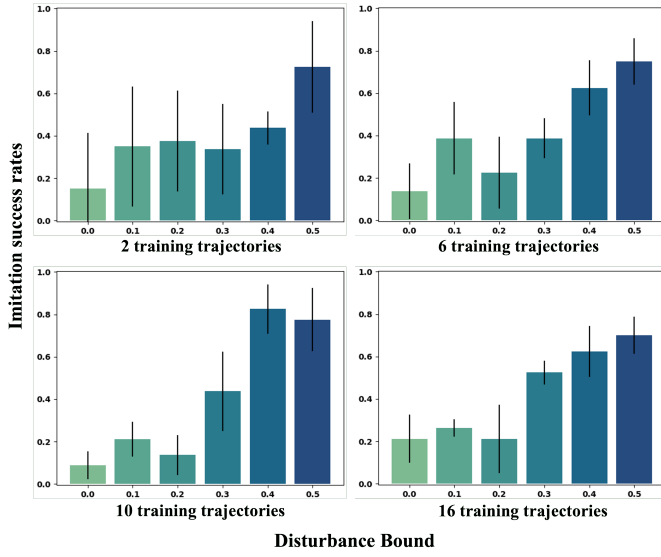 Imitation success rates
1.0
0.8
0.6
0.4
0.2
0.0
0.0 0.1 0.2 0.3 0.4 0.5
2 training trajectories
1.0
0.8
0.6
0.4
0.2
0.0
0.0 0.1 0.2 0.3 0.4 0.5
6 training trajectories
1.0
0.8
0.6
0.4
0.2
0.0
0.0 0.1 0.2 0.3 0.4 0.5
10 training trajectories
1.0
0.8
0.6
0.4
0.2
0.0
0.0 0.1 0.2 0.3 0.4 0.5
16 training trajectories
Disturbance Bound